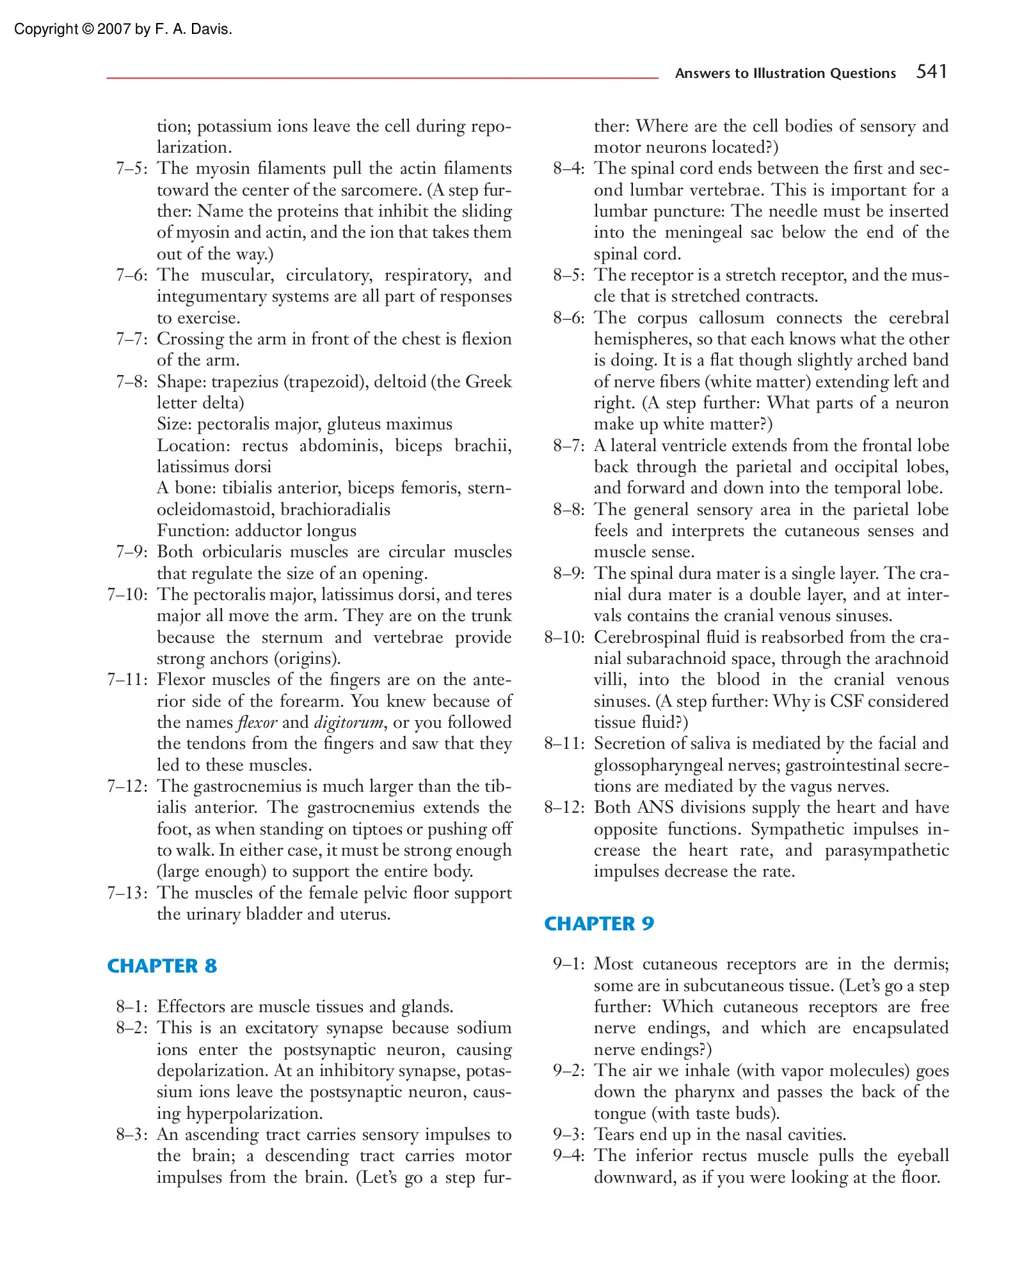 Copyright © 2007 by F. A. Davis.
Answers to Illustration Questions 541
tion; potassium ions leave the cell during repo-
larization.
7–5: The myosin filaments pull the actin filaments
toward the center of the sarcomere. (A step fur-
ther: Name the proteins that inhibit the sliding
of myosin and actin, and the ion that takes them
out of the way.)
7–6: The muscular, circulatory, respiratory, and
integumentary systems are all part of responses
to exercise.
7–7: Crossing the arm in front of the chest is flexion
of the arm.
7–8: Shape: trapezius (trapezoid), deltoid (the Greek
letter delta)
Size: pectoralis major, gluteus maximus
Location: rectus abdominis, biceps brachii,
latissimus dorsi
A bone: tibialis anterior, biceps femoris, stern-
ocleidomastoid, brachioradialis
Function: adductor longus
7–9: Both orbicularis muscles are circular muscles
that regulate the size of an opening.
7–10: The pectoralis major, latissimus dorsi, and teres
major all move the arm. They are on the trunk
because the sternum and vertebrae provide
strong anchors (origins).
7–11: Flexor muscles of the fingers are on the ante-
rior side of the forearm. You knew because of
the names flexor and digitorum, or you followed
the tendons from the fingers and saw that they
led to these muscles.
7–12: The gastrocnemius is much larger than the tib-
ialis anterior. The gastrocnemius extends the
foot, as when standing on tiptoes or pushing off
to walk. In either case, it must be strong enough
(large enough) to support the entire body.
7–13: The muscles of the female pelvic floor support
the urinary bladder and uterus.
CHAPTER 8
8–1: Effectors are muscle tissues and glands.
8–2: This is an excitatory synapse because sodium
ions enter the postsynaptic neuron, causing
depolarization. At an inhibitory synapse, potas-
sium ions leave the postsynaptic neuron, caus-
ing hyperpolarization.
8–3: An ascending tract carries sensory impulses to
the brain; a descending tract carries motor
impulses from the brain. (Let’s go a step fur-
ther: Where are the cell bodies of sensory and
motor neurons located?)
8–4: The spinal cord ends between the first and sec-
ond lumbar vertebrae. This is important for a
lumbar puncture: The needle must be inserted
into the meningeal sac below the end of the
spinal cord.
8–5: The receptor is a stretch receptor, and the mus-
cle that is stretched contracts.
8–6: The corpus callosum connects the cerebral
hemispheres, so that each knows what the other
is doing. It is a flat though slightly arched band
of nerve fibers (white matter) extending left and
right. (A step further: What parts of a neuron
make up white matter?)
8–7: A lateral ventricle extends from the frontal lobe
back through the parietal and occipital lobes,
and forward and down into the temporal lobe.
8–8: The general sensory area in the parietal lobe
feels and interprets the cutaneous senses and
muscle sense.
8–9: The spinal dura mater is a single layer. The cra-
nial dura mater is a double layer, and at inter-
vals contains the cranial venous sinuses.
8–10: Cerebrospinal fluid is reabsorbed from the cra-
nial subarachnoid space, through the arachnoid
villi, into the blood in the cranial venous
sinuses. (A step further: Why is CSF considered
tissue fluid?)
8–11: Secretion of saliva is mediated by the facial and
glossopharyngeal nerves; gastrointestinal secre-
tions are mediated by the vagus nerves.
8–12: Both ANS divisions supply the heart and have
opposite functions. Sympathetic impulses in-
crease the heart rate, and parasympathetic
impulses decrease the rate.
CHAPTER 9
9–1: Most cutaneous receptors are in the dermis;
some are in subcutaneous tissue. (Let’s go a step
further: Which cutaneous receptors are free
nerve endings, and which are encapsulated
nerve endings?)
9–2: The air we inhale (with vapor molecules) goes
down the pharynx and passes the back of the
tongue (with taste buds).
9–3: Tears end up in the nasal cavities.
9–4: The inferior rectus muscle pulls the eyeball
downward, as if you were looking at the floor.